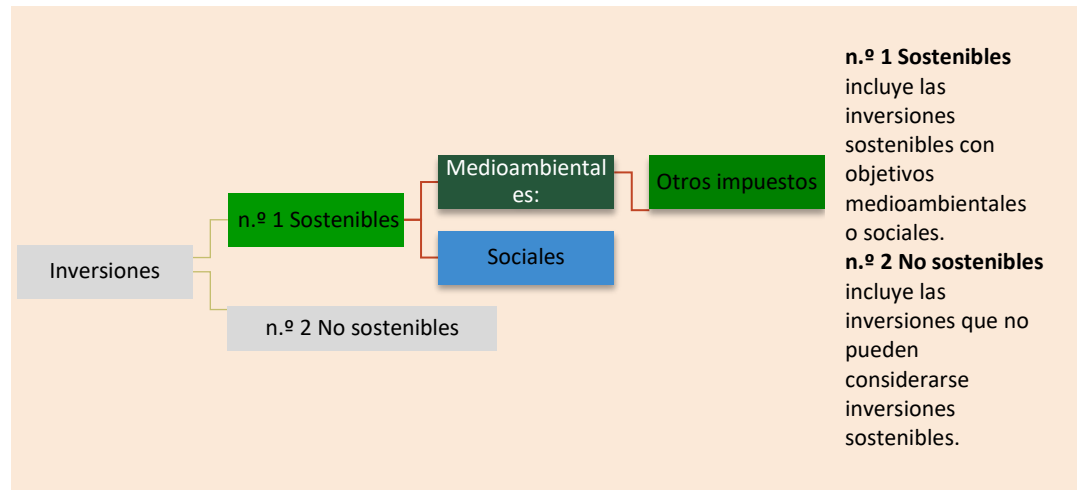 Inversiones
n.º 1 Sostenibles
n.º 2 No sostenibles
Medioambiental
es:
Sociales
Otros impuestos
n.º 1 Sostenibles
incluye las
inversiones
sostenibles con
objetivos
medioambientales
o sociales.
n.º 2 No sostenibles
incluye las
inversiones que no
pueden
considerarse
inversiones
sostenibles.